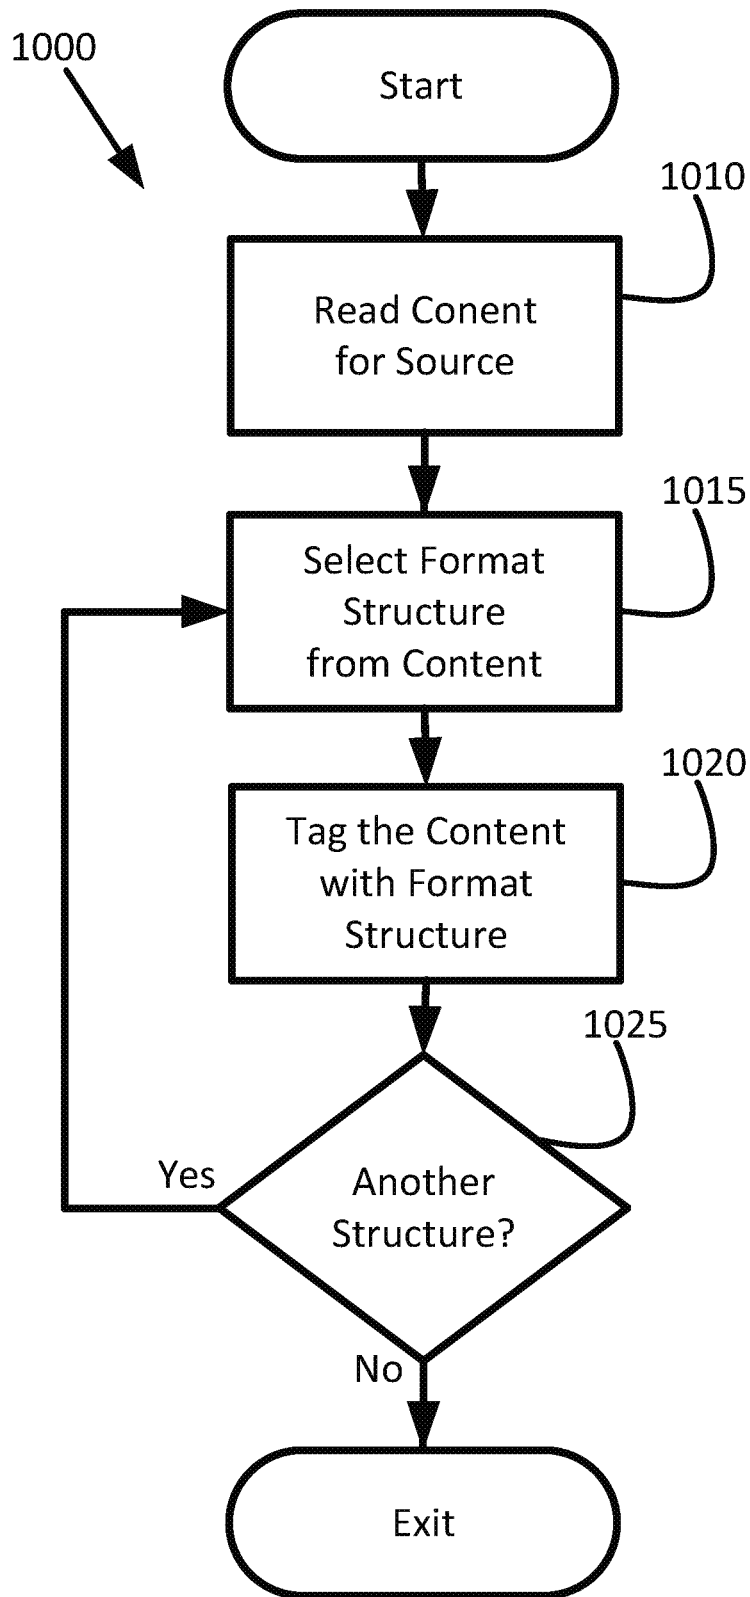 1000
Start
1010
Read Conent
for Source
1015
Select Format
Structure
from Content
1020
Tag the Content
with Format
Structure
1025
Yes
Another
Structure?
No
Exit